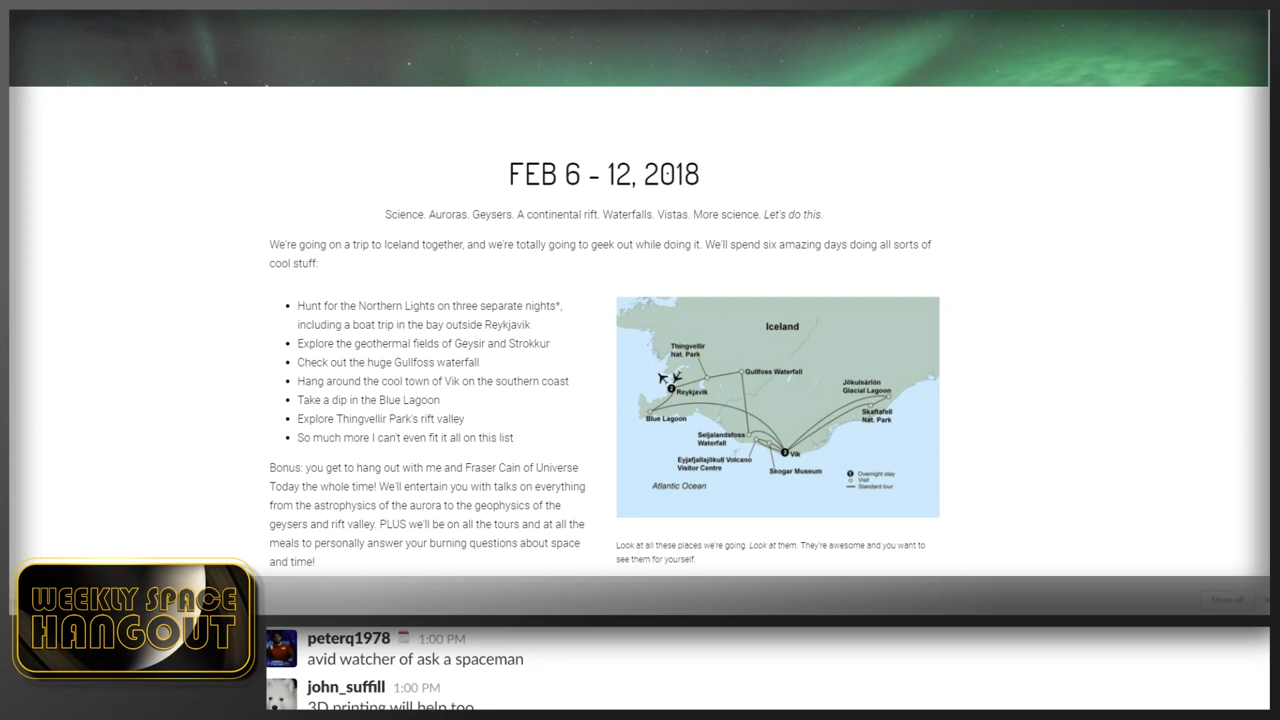 FEB 6 - 12, 2018
Science. Auroras. Geysers. A continental rift. Waterfalls. Vistas. More science. Let's do this.
We're going on a trip to Iceland together, and we're totally going to geek out while doing it. We'll spend six amazing days doing all sorts of
cool stuff:
• Hunt for the Northern Lights on three separate nights*,
including a boat trip in the bay outside Reykjavik
• Explore the geothermal fields of Geysir and Strokkur
• Check out the huge Gullfoss waterfall
• Hang around the cool town of Vik on the southern coast
• Take a dip in the Blue Lagoon
• Explore Thingvellir Park's rift valley
• So much more I can't even fit it all on this list
Bonus: you get to hang out with me and Fraser Cain of Universe
Today the whole time! We'll entertain you with talks on everything
from the astrophysics of the aurora to the geophysics of the
geysers and rift valley. PLUS we'll be on all the tours and at all the
meals to personally answer your burning questions about space
and time!
Iceland
Thingvellir
Nat. Park
Gullfoss Waterfall
Jökulsárlón
Glacial Lagoon
2
Reykjavik
Blue Lagoon
Skaftafell
Nat. Park
Seljalandsfoss
Waterfall
3
Vik
Eyjafjallajökull Volcano
Visitor Centre
Skogar Museum
Atlantic Ocean
Overnight stay
Visit
Standard tour
Look at all these places we're going. Look at them. They're awesome and you want to
see them for yourself.
Show all
WEEKLY SPACE
HANGOUT
peterq1978 1:00 PM
avid watcher of ask a spaceman
john_suffill 1:00 PM
3D printing will help too